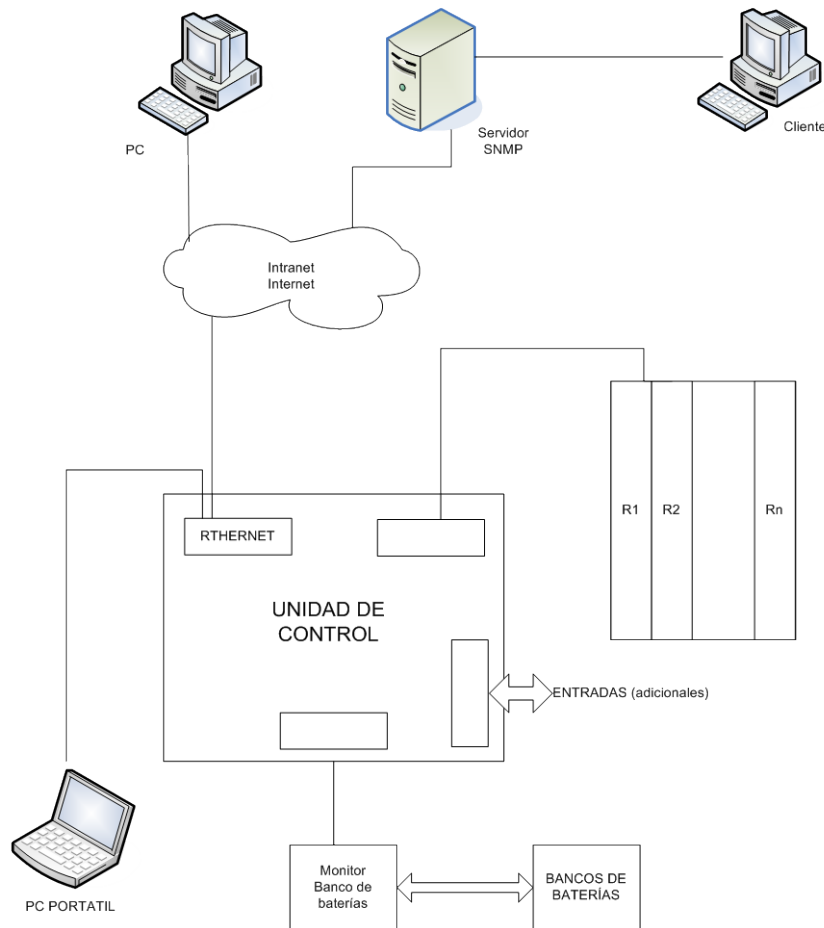 PC
Servidor
SNMP
Cliente
Intranet
Internet
R1
R2
Rn
RTHERNET
UNIDAD DE
CONTROL
ENTRADAS (adicionales)
PC PORTATIL
Monitor
Banco de
baterías
BANCOS DE
BATERÍAS